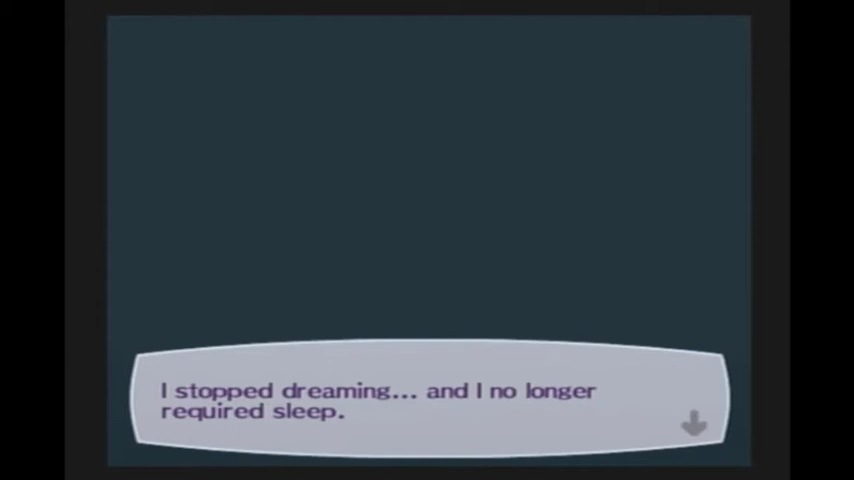 I stopped dreaming... and I no longer
required sleep.